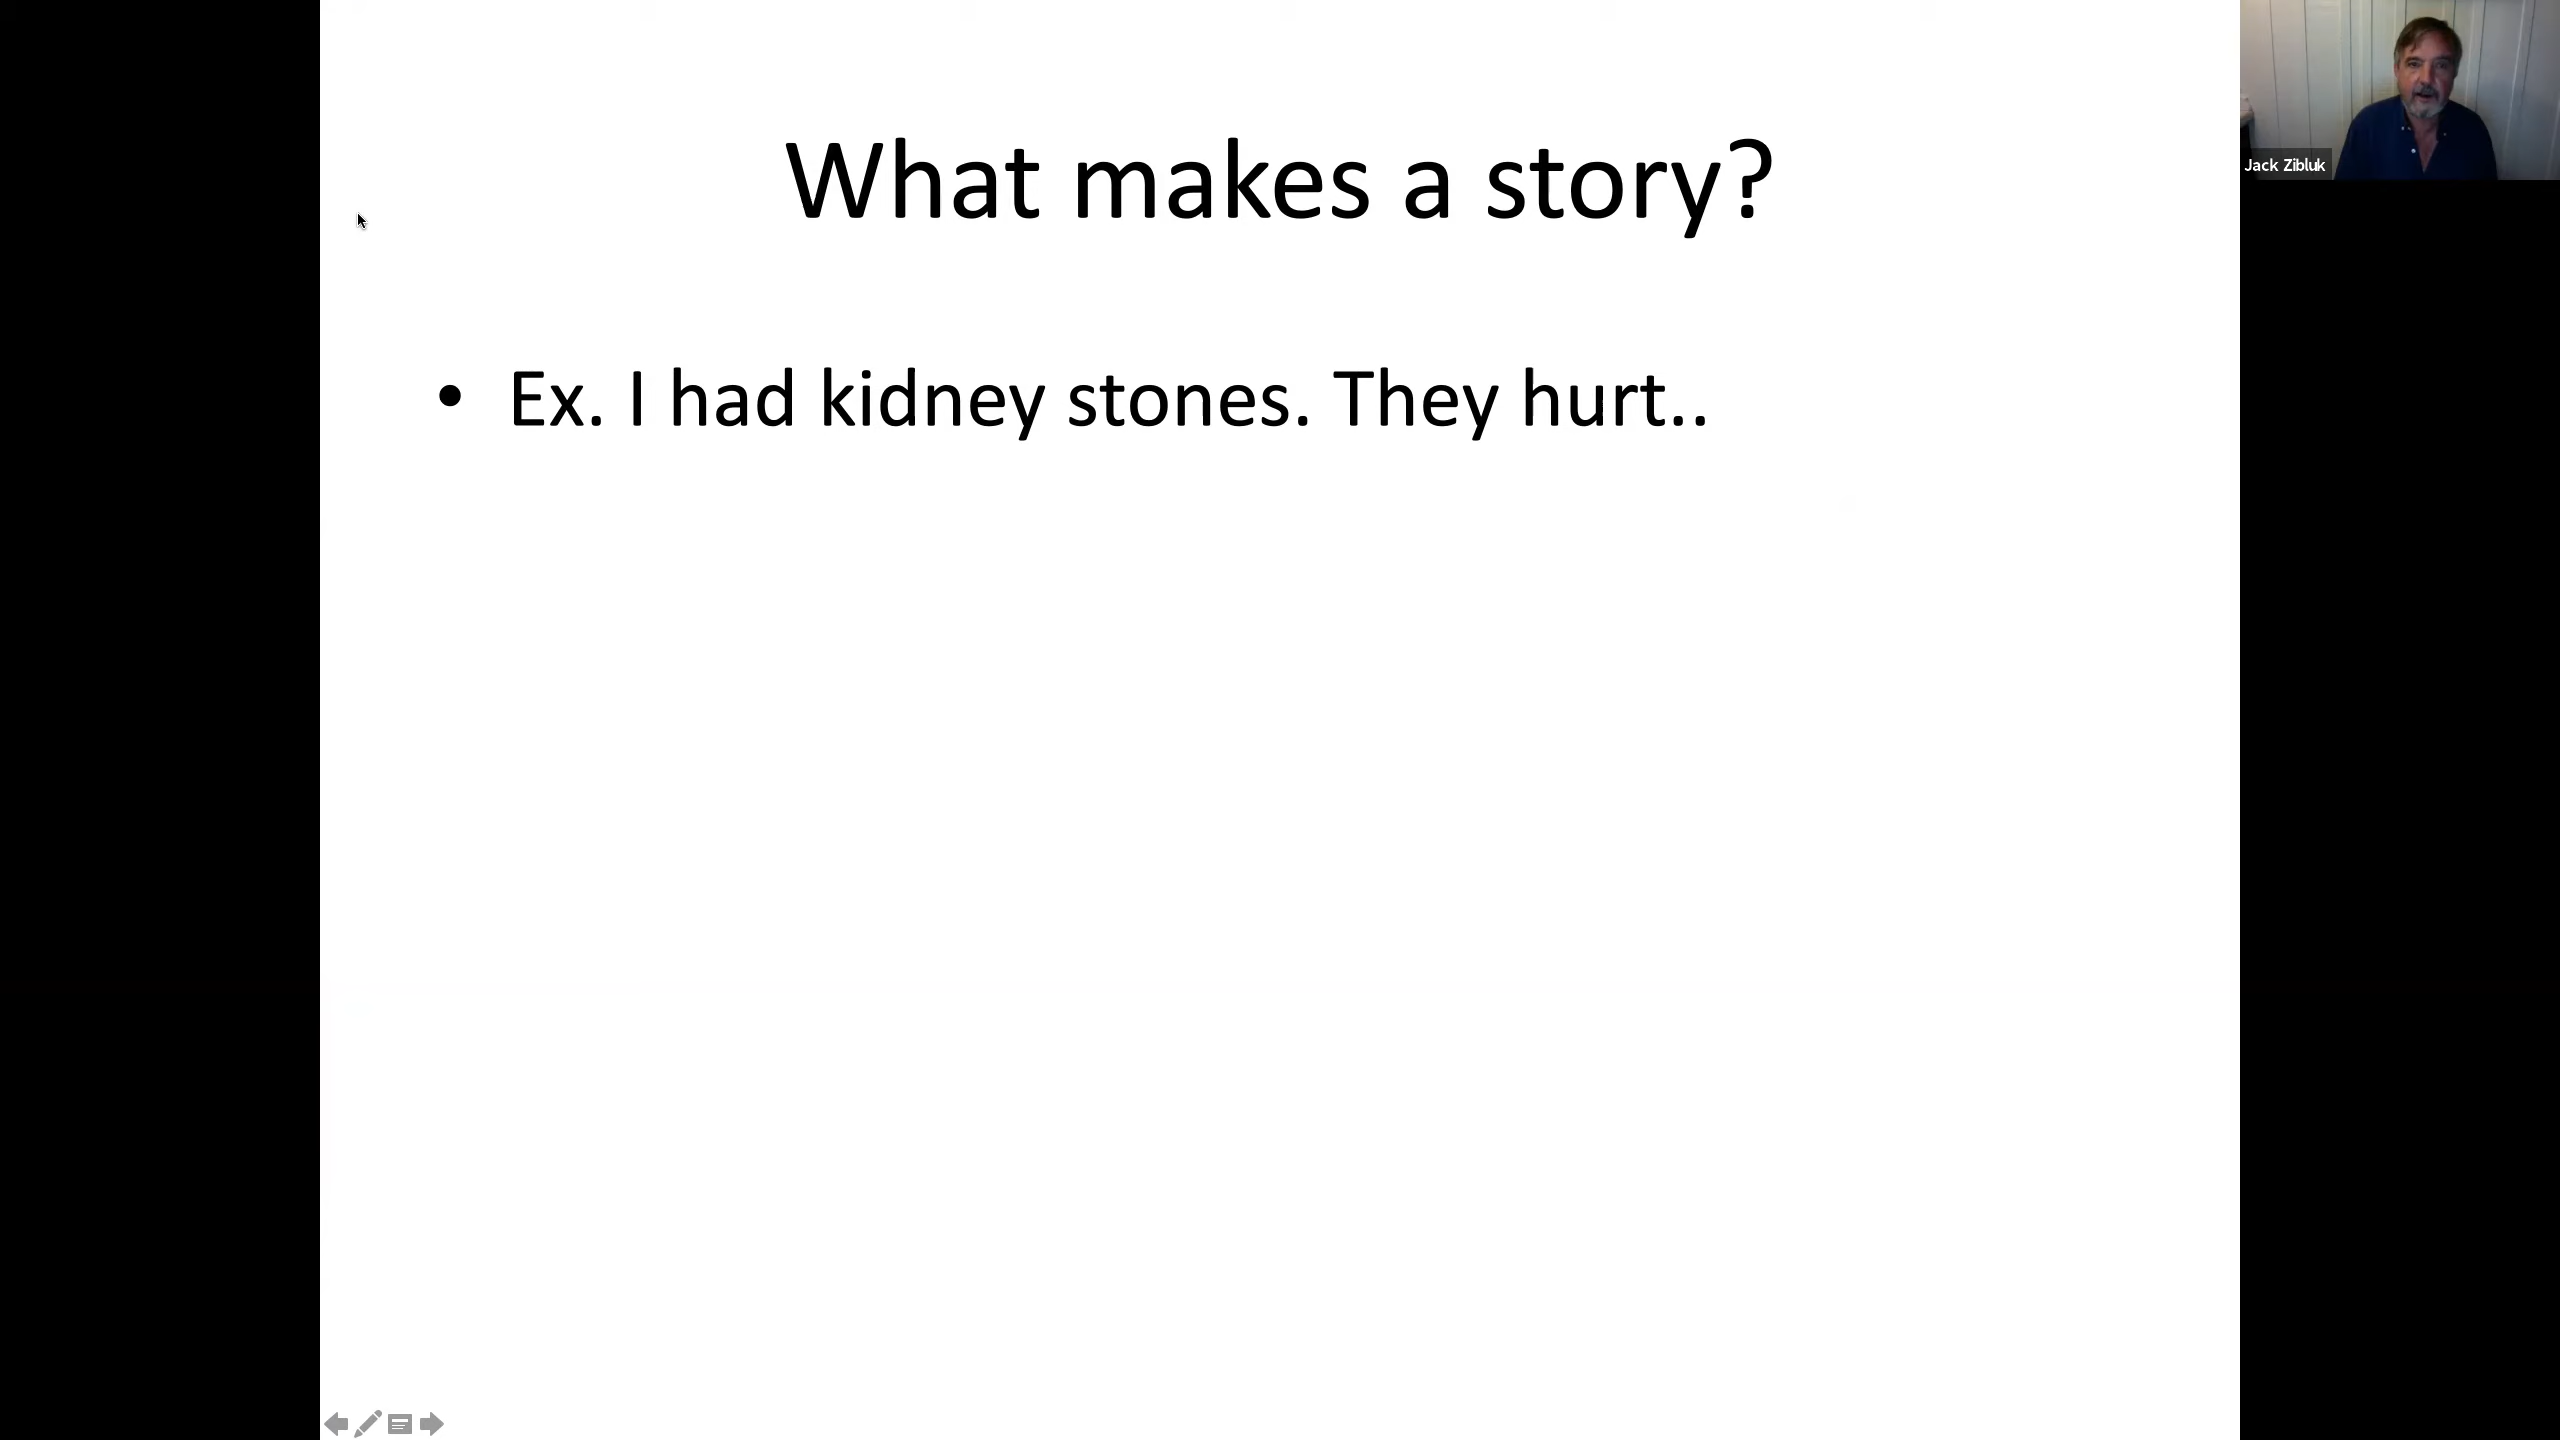 What makes a story?
Jack Zibluk
• Ex. I had kidney stones. They hurt..